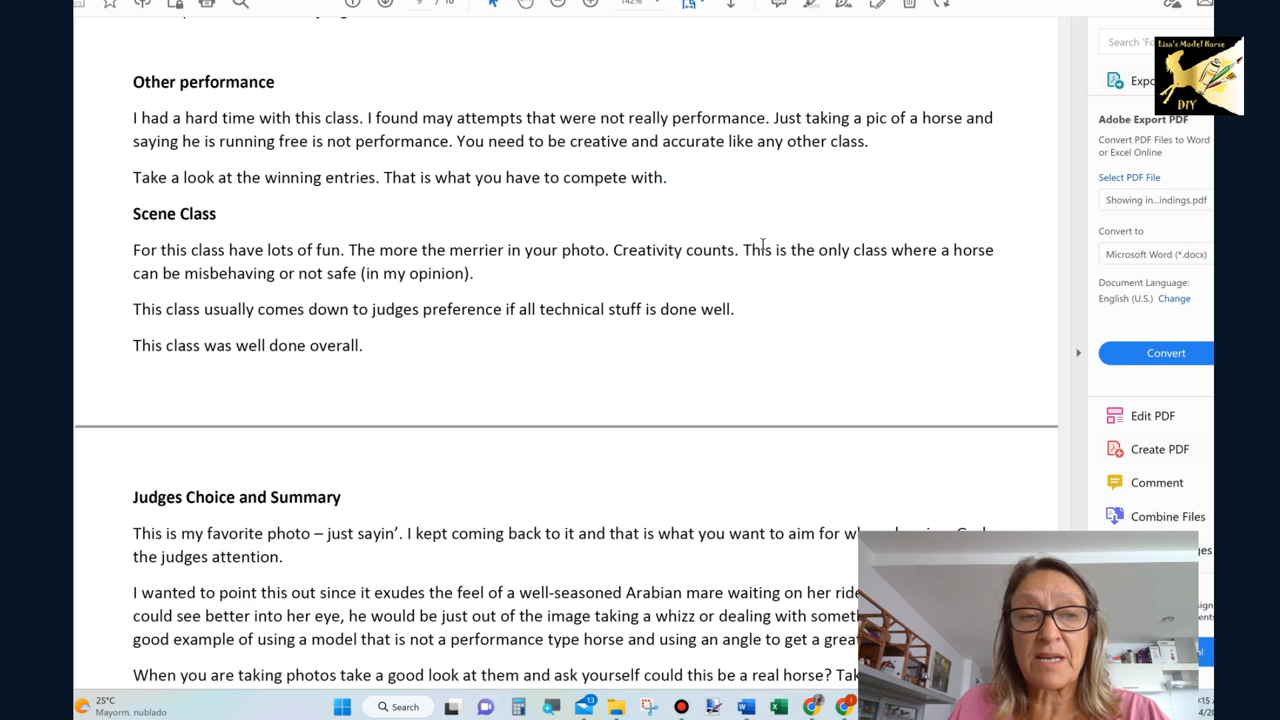 142%
Search
Lisa's Model Horse
DIY
Other performance
I had a hard time with this class. I found may attempts that were not really performance. Just taking a pic of a horse and
saying he is running free is not performance. You need to be creative and accurate like any other class.
Take a look at the winning entries. That is what you have to compete with.
Scene Class
For this class have lots of fun. The more the merrier in your photo. Creativity counts. This is the only class where a horse
can be misbehaving or not safe (in my opinion).
This class usually comes down to judges preference if all technical stuff is done well.
This class was well done overall.
Judges Choice and Summary
This is my favorite photo – just sayin'. I kept coming back to it and that is what you want to aim for
the judges attention.
I wanted to point this out since it exudes the feel of a well-seasoned Arabian mare waiting on her
could see better into her eye, he would be just out of the image taking a whizz or dealing with
good example of using a model that is not a performance type horse and using an angle to get a
When you are taking photos take a good look at them and ask yourself could this be a real horse?
Adobe Export PDF
Convert PDF Files to Word
or Excel Online
Select PDF File
Showing in...indings.pdf
Convert to
Microsoft Word (*.docx)
Document Language:
English (U.S.) Change
Convert
Edit PDF
Create PDF
Comment
Combine Files
25°C
Mayorm. nublado
Search
13